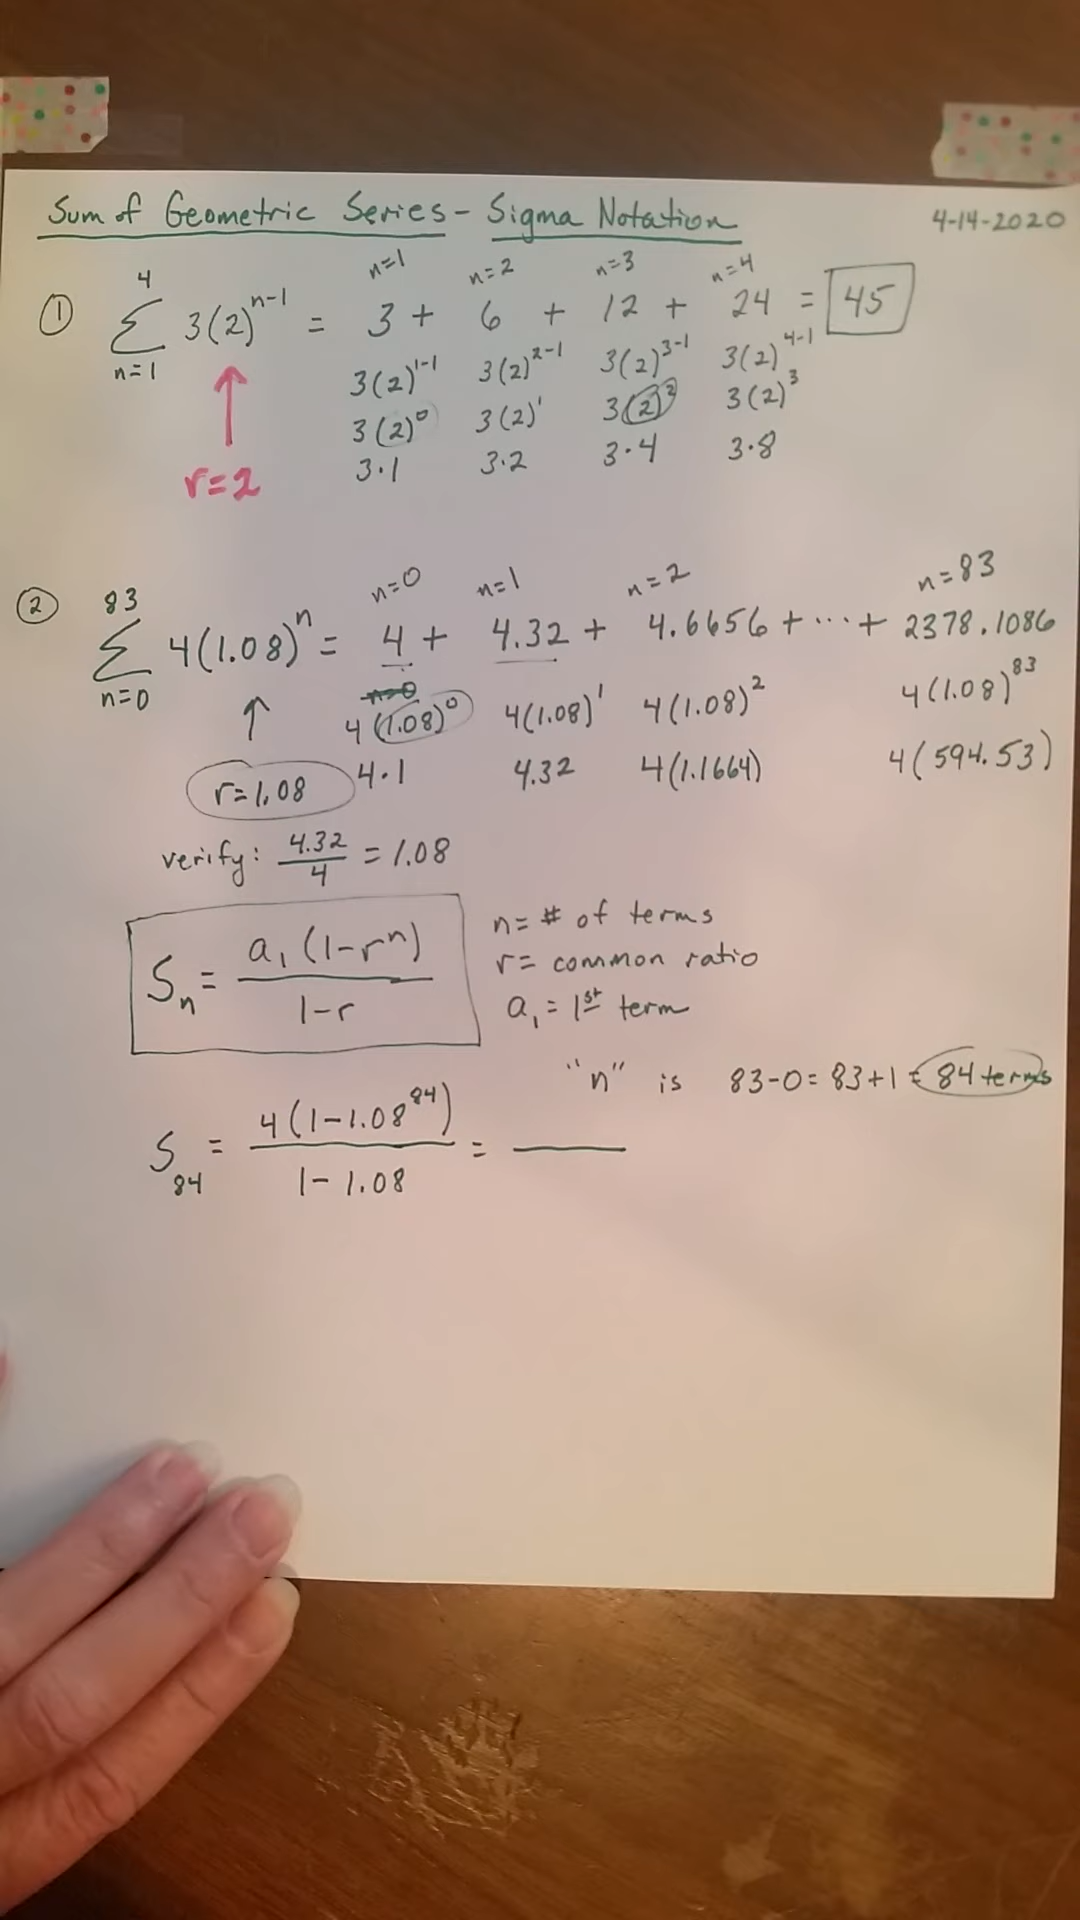 Sum of Geometric Series - Sigma Notation 4-14-2020
n=1 n=2 n=3 n=4
① 4 ∑ n=1 3(2)^(n-1) = 3 + 6 + 12 + 24 = 45
3(2)^(1-1) 3(2)^(2-1) 3(2)^(3-1) 3(2)^(4-1)
3(2)^0 3(2)^1 3(2)^2 3(2)^3
r=2 3·1 3·2 3·4 3·8
n=0 n=1 n=2 n=83
② 83 ∑ n=0 4(1.08)^n = 4 + 4.32 + 4.6656 + ··· + 2378.1086
n=0
4(1.08)^0 4(1.08)^1 4(1.08)^2 4(1.08)^83
r=1.08 4·1 4.32 4(1.1664) 4(594.53)
verify: 4.32/4 = 1.08
Sn = a₁(1-r^n)/(1-r)
n= # of terms
r= common ratio
a₁ = 1st term
"n" is 83-0= 83+1 = 84 terms
S84 = 4(1-1.08^84)/(1-1.08) = ____